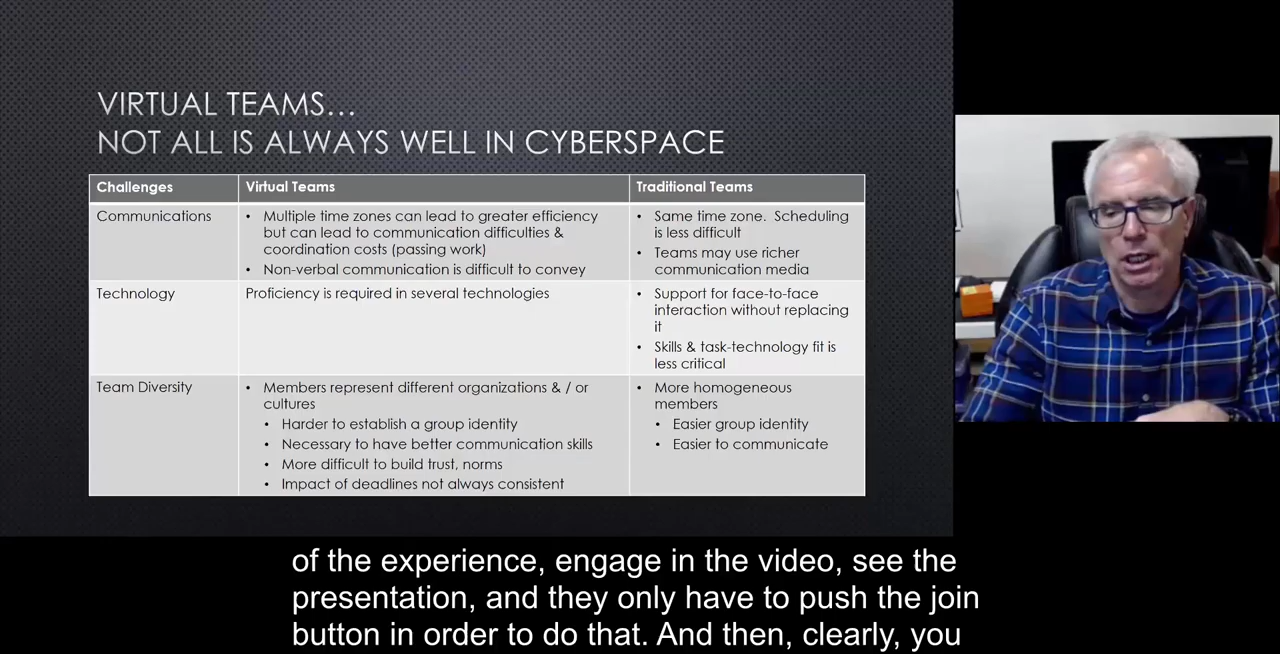 VIRTUAL TEAMS…
NOT ALL IS ALWAYS WELL IN CYBERSPACE
Challenges
Virtual Teams
Traditional Teams
Communications
• Multiple time zones can lead to greater efficiency
but can lead to communication difficulties &
coordination costs (passing work)
• Non-verbal communication is difficult to convey
• Same time zone.  Scheduling
is less difficult
• Teams may use richer
communication media
Technology
Proficiency is required in several technologies
• Support for face-to-face
interaction without replacing
it
• Skills & task-technology fit is
less critical
Team Diversity
• Members represent different organizations & / or
cultures
• Harder to establish a group identity
• Necessary to have better communication skills
• More difficult to build trust, norms
• Impact of deadlines not always consistent
• More homogeneous
members
• Easier group identity
• Easier to communicate
of the experience, engage in the video, see the
presentation, and they only have to push the join
button in order to do that. And then, clearly, you